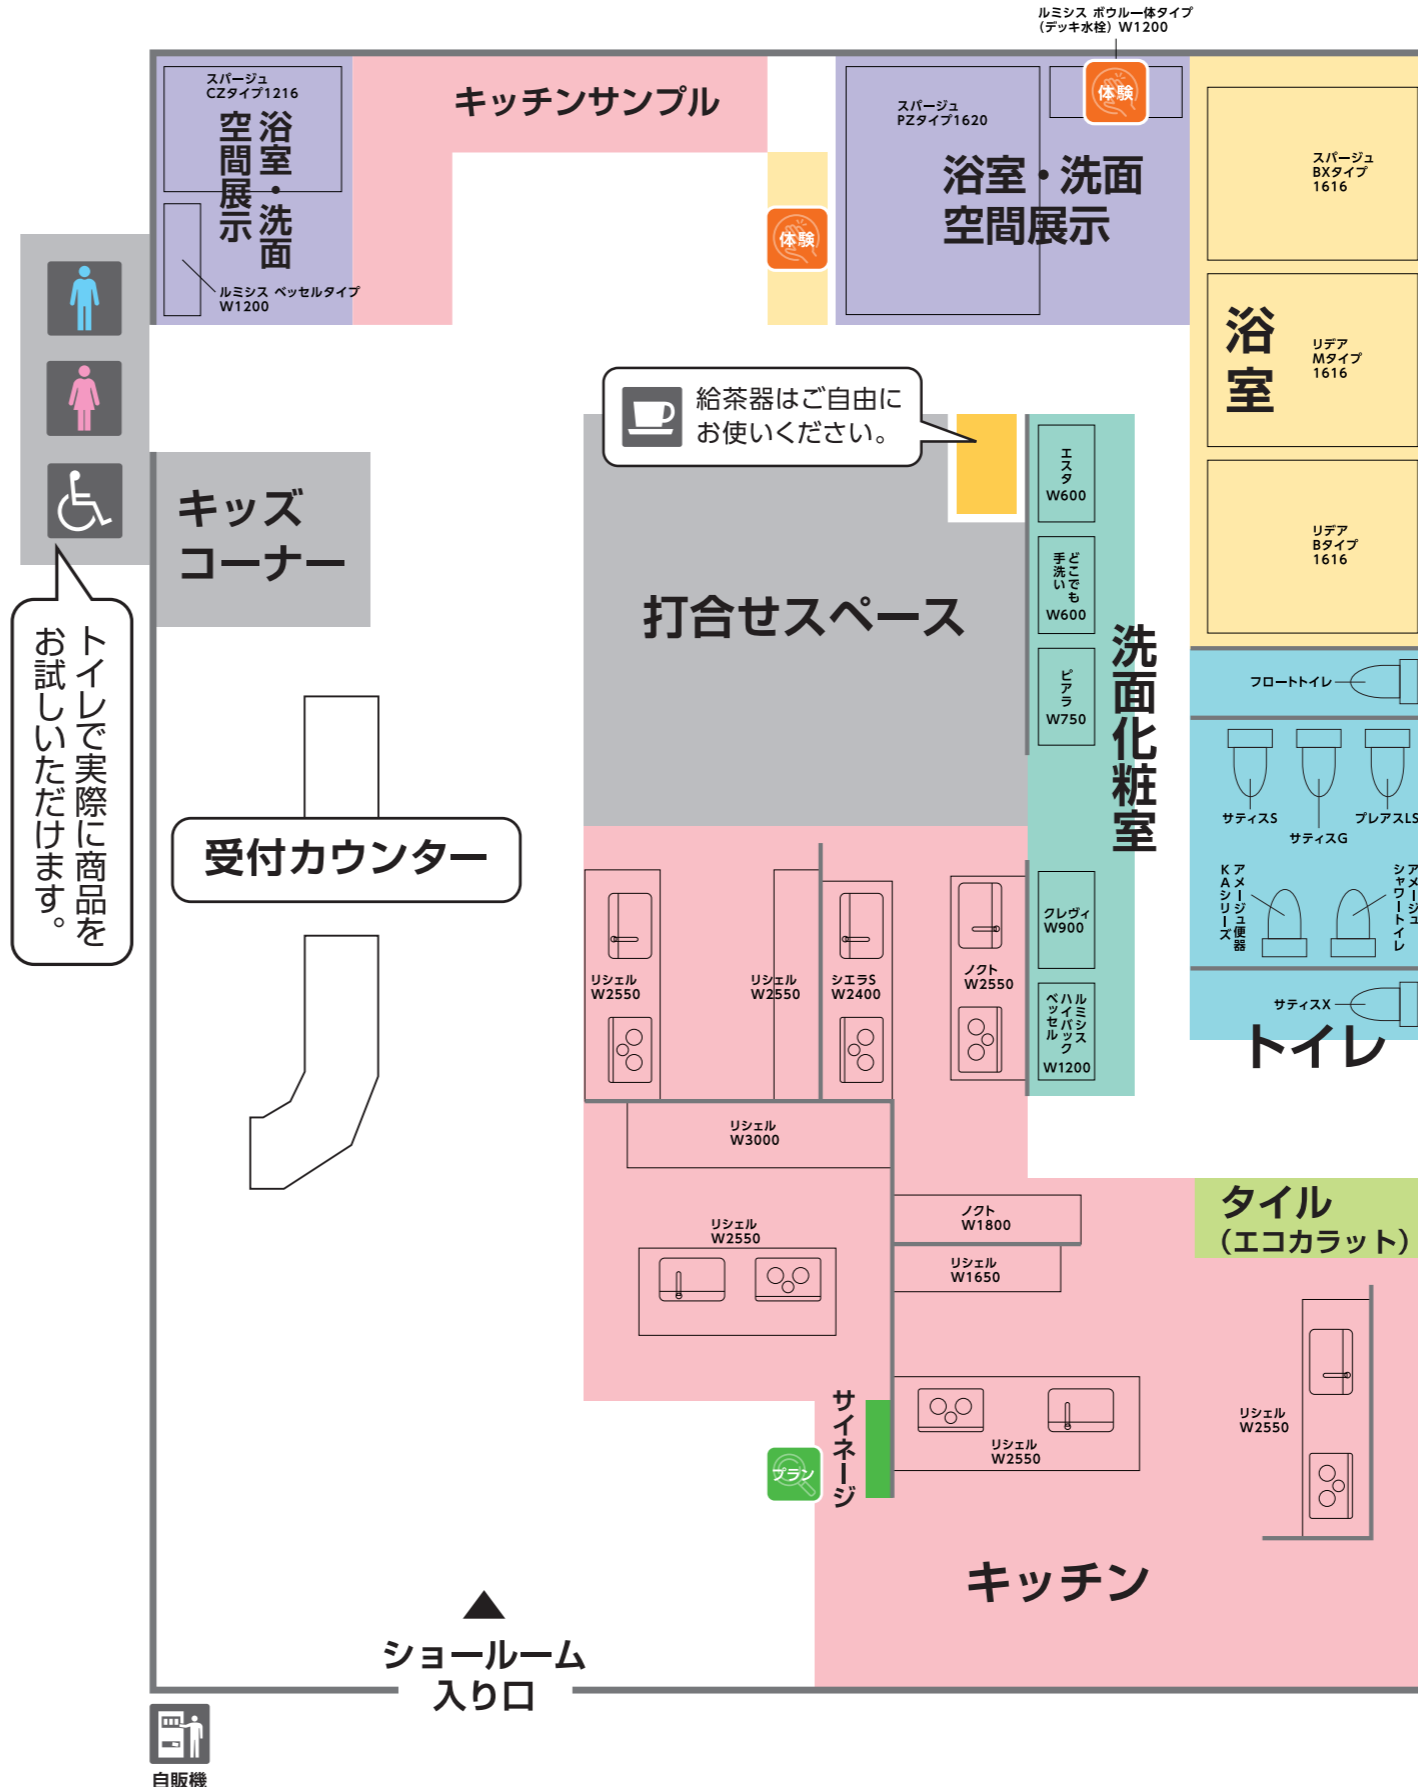 ルミシス ボウル一体タイプ
(デッキ水栓) W1200
体験
スパージュ
CZタイプ1216
浴室・洗面
空間展示
ルミシス ベッセルタイプ
W1200
キッチンサンプル
体験
スパージュ
PZタイプ1620
浴室・洗面
空間展示
スパージュ
BXタイプ
1616
浴室
リデア
Mタイプ
1616
リデア
Bタイプ
1616
給茶器はご自由に
お使いください。
キッズ
コーナー
トイレで実際に商品を
お試しいただけます。
打合せスペース
エスタ
W600
どこでも
手洗い
W600
ピアラ
W750
洗面化粧室
クレヴィ
W900
ルミシス
ハイバック
ベッセル
W1200
フロートトイレ
サティスS
サティスG
プレアスLS
アメージュ便器
KAシリーズ
アメージュ
シャワートイレ
サティスX
トイレ
受付カウンター
リシェル
W2550
リシェル
W2550
シエラS
W2400
ノクト
W2550
リシェル
W3000
リシェル
W2550
ノクト
W1800
リシェル
W1650
タイル
(エコカラット)
サイネージ
プラン
リシェル
W2550
リシェル
W2550
キッチン
ショールーム
入り口
自販機